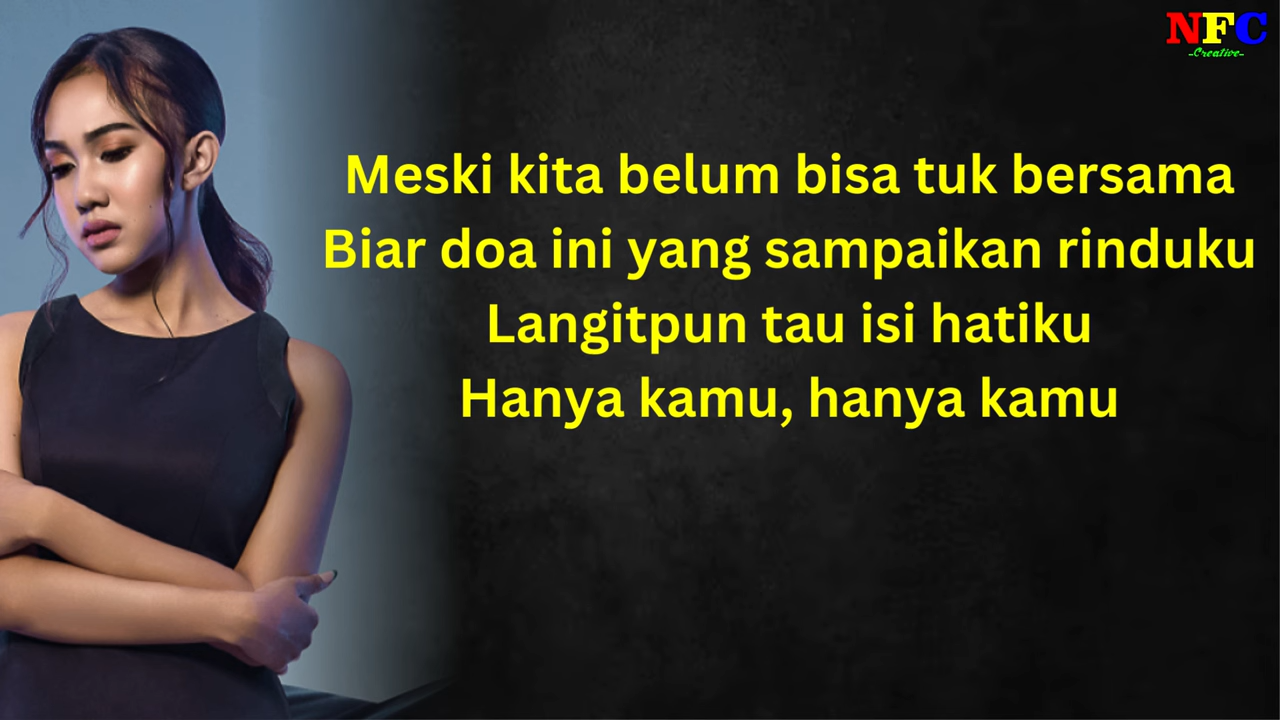 NFC
-Creative-
Meski kita belum bisa tuk bersama
Biar doa ini yang sampaikan rinduku
Langitpun tau isi hatiku
Hanya kamu, hanya kamu